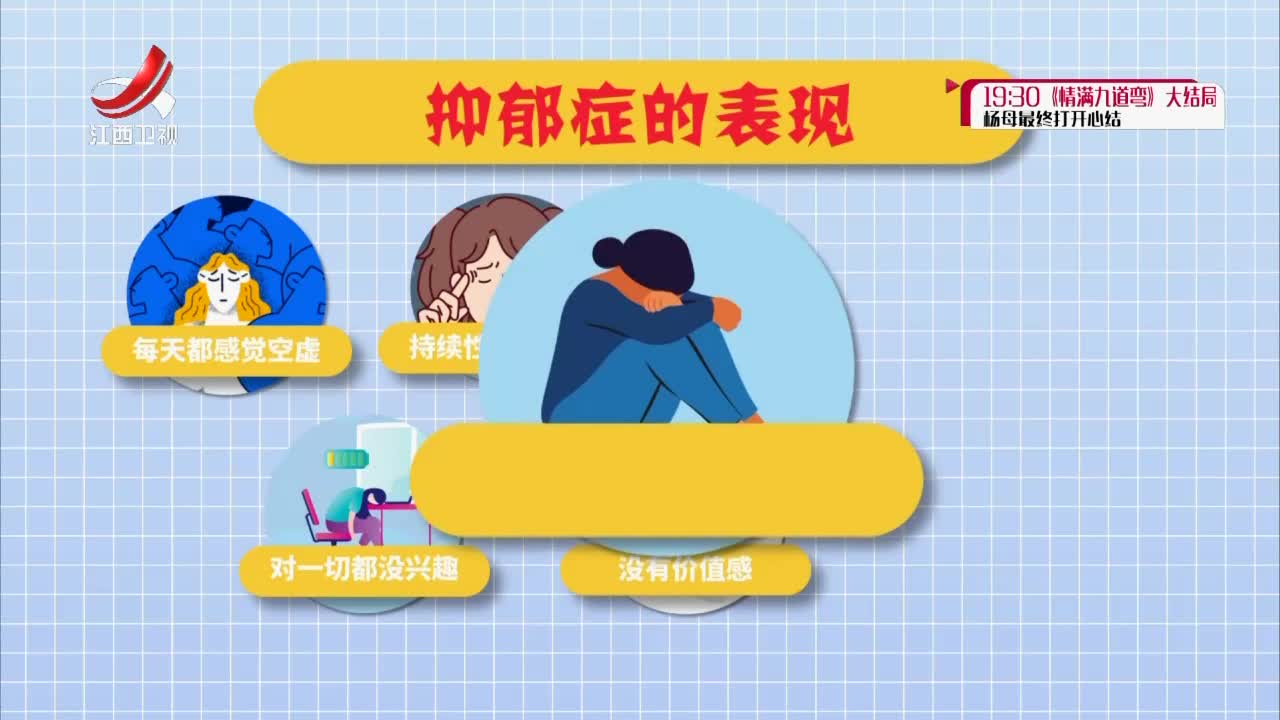 江西卫视
抑郁症的表现
19:30《情满九道弯》大结局
杨母最终打开心结
每天都感觉空虚
持续性
对一切都没兴趣
没有价值感